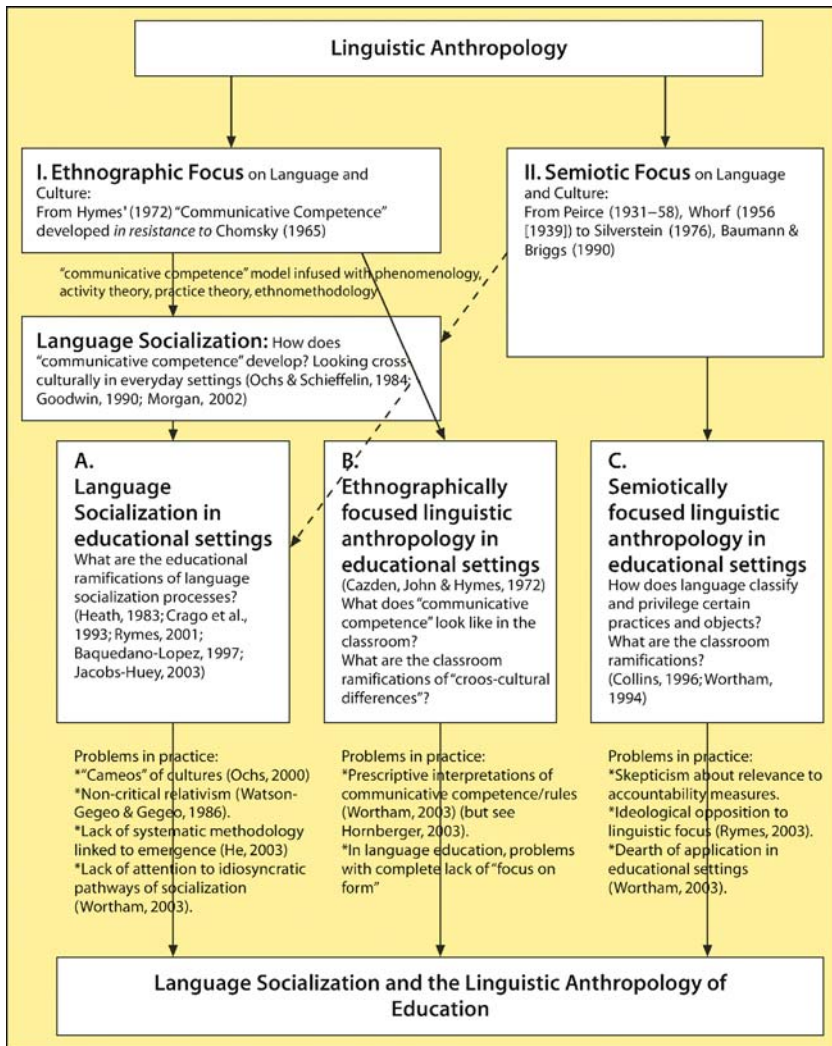 Linguistic Anthropology
I. Ethnographic Focus on Language and
Culture:
From Hymes' (1972) “Communicative Competence”
developed in resistance to Chomsky (1965)
II. Semiotic Focus on Language
and Culture:
From Peirce (1931–58), Whorf (1956
[1939]) to Silverstein (1976), Baumann &
Briggs (1990)
“communicative competence” model infused with phenomenology,
activity theory, practice theory, ethnomethodology
Language Socialization: How does
“communicative competence” develop? Looking cross-
culturally in everyday settings (Ochs & Schieffelin, 1984;
Goodwin, 1990; Morgan, 2002)
A.
Language
Socialization in
educational settings
What are the educational
ramifications of language
socialization processes?
(Heath, 1983; Crago et al.,
1993; Rymes, 2001;
Baquedano-Lopez, 1997;
Jacobs-Huey, 2003)
B.
Ethnographically
focused linguistic
anthropology in
educational settings
(Cazden, John & Hymes, 1972)
What does “communicative
competence” look like in the
classroom?
What are the classroom
ramifications of “croos-cultural
differences”?
C.
Semiotically
focused linguistic
anthropology in
educational settings
How does language classify
and privilege certain
practices and objects?
What are the classroom
ramifications?
(Collins, 1996; Wortham,
1994)
Problems in practice:
*“Cameos” of cultures (Ochs, 2000)
*Non-critical relativism (Watson-
Gegeo & Gegeo, 1986).
*Lack of systematic methodology
linked to emergence (He, 2003)
*Lack of attention to idiosyncratic
pathways of socialization
(Wortham, 2003).
Problems in practice:
*Prescriptive interpretations of
communicative competence/rules
(Wortham, 2003) (but see
Hornberger, 2003).
*In language education, problems
with complete lack of “focus on
form”
Problems in practice:
*Skepticism about relevance to
accountability measures.
*Ideological opposition to
linguistic focus (Rymes, 2003).
*Dearth of application in
educational settings
(Wortham, 2003).
Language Socialization and the Linguistic Anthropology of
Education